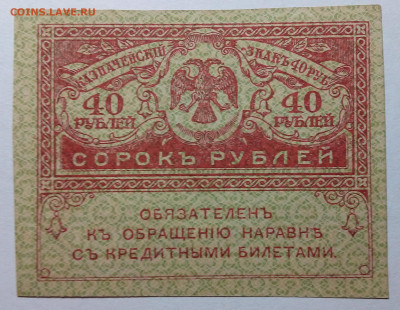 COINS.LAVE.RU
КАЗНАЧЕЙСКІЙ ЗНАКЪ 40 РУБ.
40 40
РУБЛЕЙ РУБЛЕЙ
СОРОКЪ РУБЛЕЙ
ОБЯЗАТЕЛЕНЪ
КЪ ОБРАЩЕНІЮ НАРАВНѢ
СЪ КРЕДИТНЫМИ БИЛЕТАМИ.